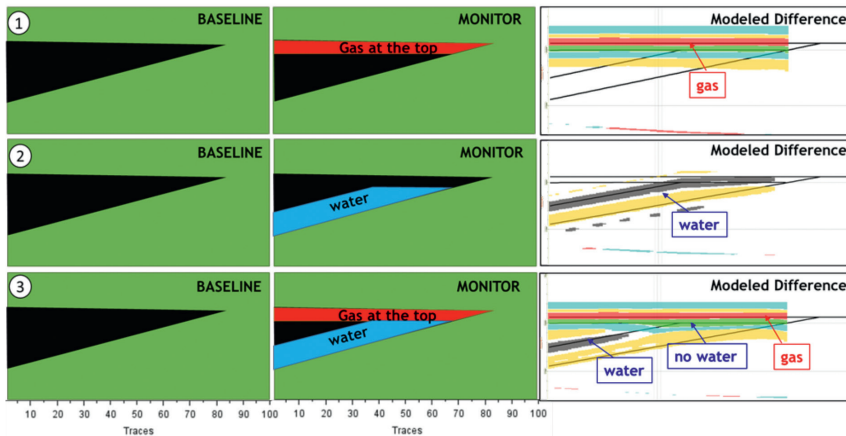 1 BASELINE MONITOR Modeled Difference
Gas at the top
gas
2 BASELINE MONITOR Modeled Difference
water
water
3 BASELINE MONITOR Modeled Difference
Gas at the top
water
no water
gas
water
10 20 30 40 50 60 70 80 90 100 10 20 30 40 50 60 70 80 90 100
Traces Traces